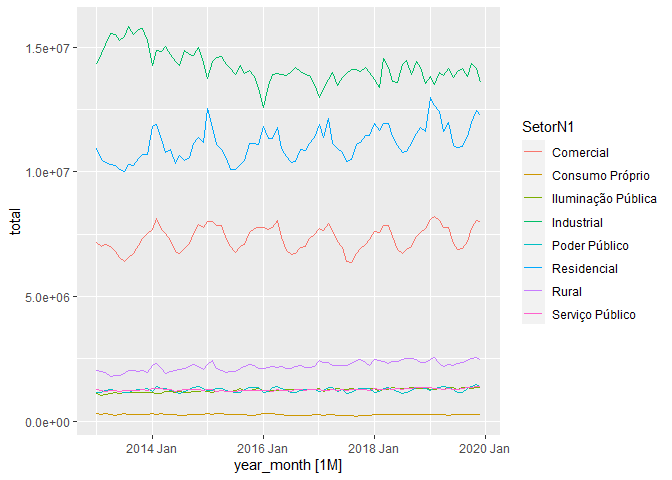 1.5e+07
1.0e+07
5.0e+06
0.0e+00
total
2014 Jan
2016 Jan
2018 Jan
2020 Jan
year_month [1M]
SetorN1
Comercial
Consumo Próprio
Iluminação Pública
Industrial
Poder Público
Residencial
Rural
Serviço Público